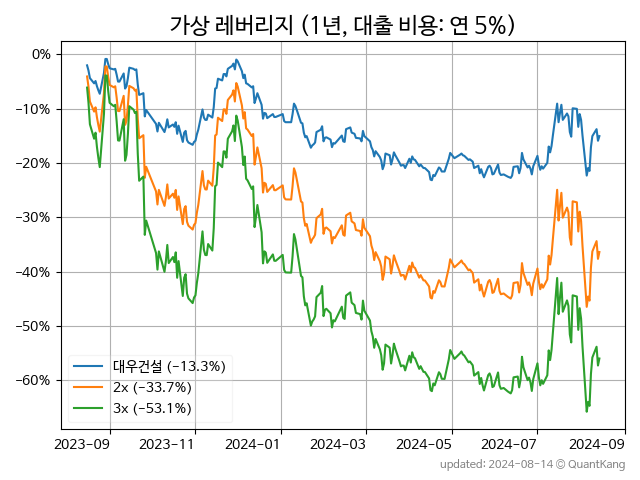 가상 레버리지 (1년, 대출 비용: 연 5%)
0%
−10%
−20%
−30%
−40%
−50%
−60%
대우건설 (−13.3%)
2x (−33.7%)
3x (−53.1%)
2023-09 2023-11 2024-01 2024-03 2024-05 2024-07 2024-09
updated: 2024-08-14 © QuantKang